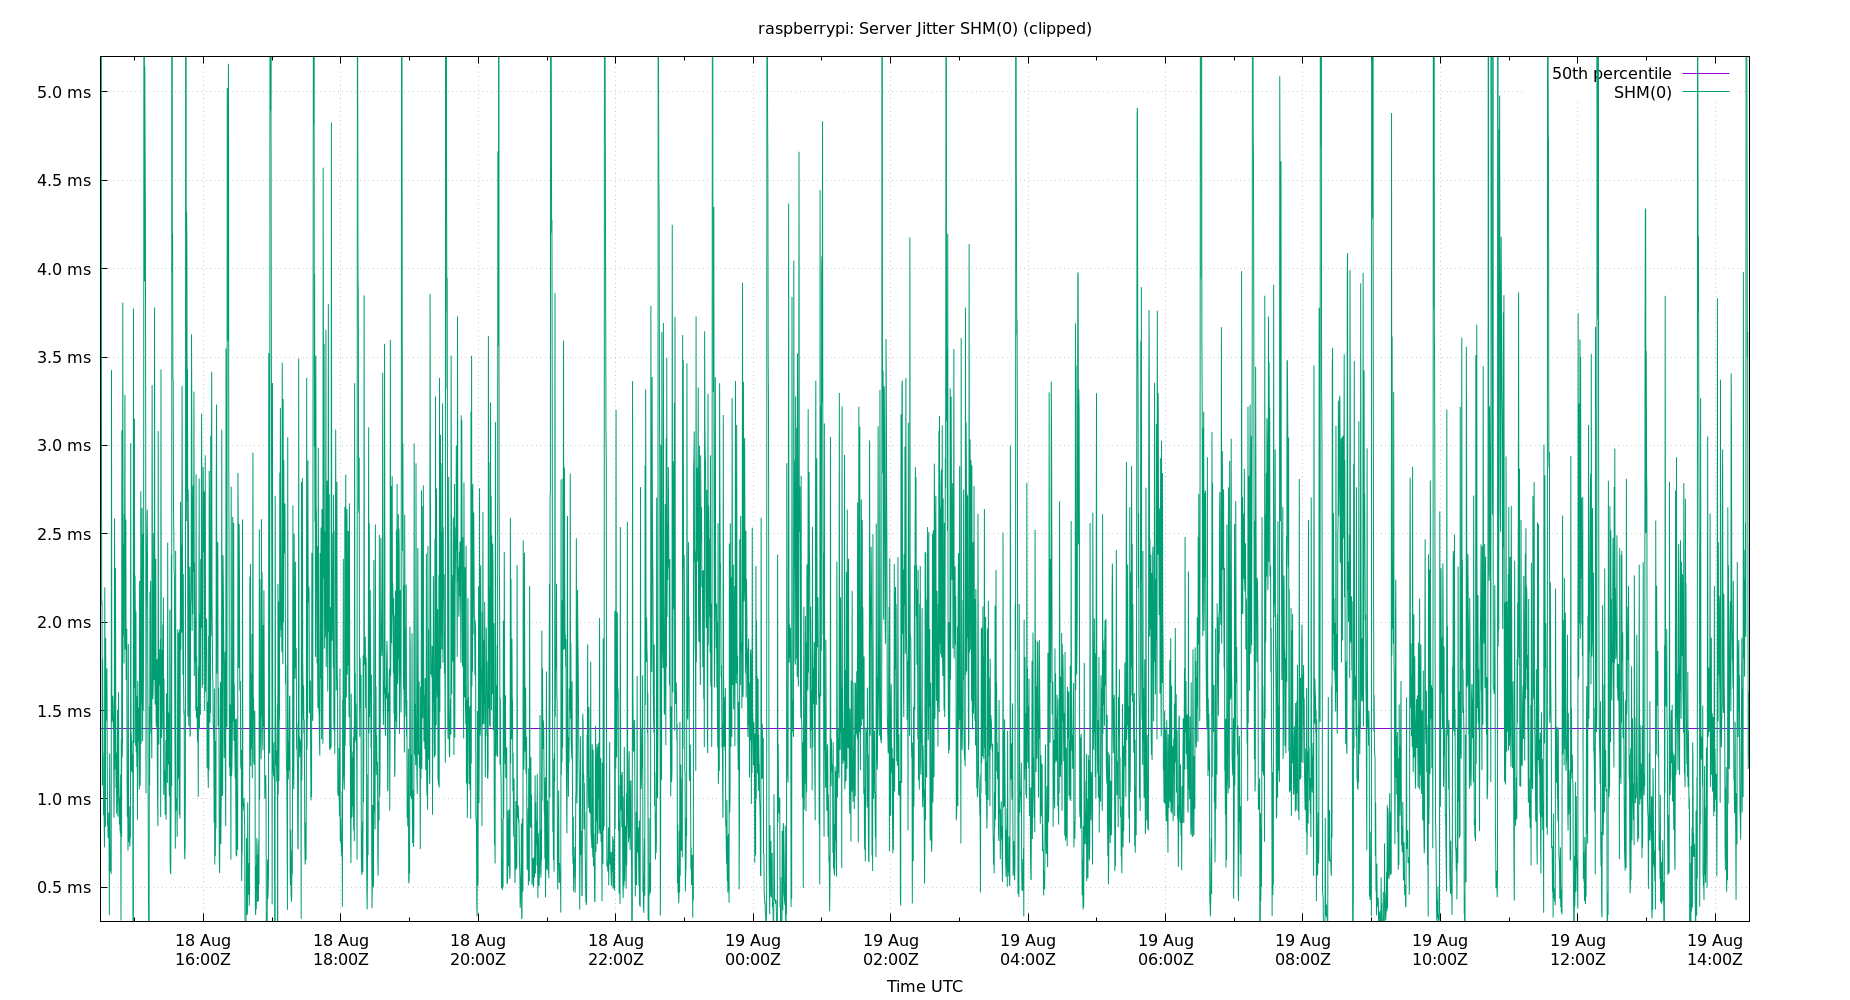 raspberrypi: Server Jitter SHM(0) (clipped)
50th percentile
SHM(0)
5.0 ms
4.5 ms
4.0 ms
3.5 ms
3.0 ms
2.5 ms
2.0 ms
1.5 ms
1.0 ms
0.5 ms
18 Aug 18 Aug 18 Aug 18 Aug 19 Aug 19 Aug 19 Aug 19 Aug 19 Aug 19 Aug 19 Aug 19 Aug
16:00Z 18:00Z 20:00Z 22:00Z 00:00Z 02:00Z 04:00Z 06:00Z 08:00Z 10:00Z 12:00Z 14:00Z
Time UTC